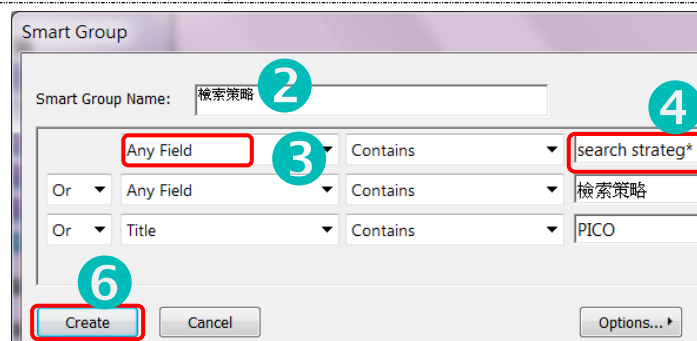 Smart Group
Smart Group Name: 檢索策略 2
4
Any Field 3 Contains search strateg*
Or Any Field Contains 檢索策略
Or Title Contains PICO
6
Create Cancel Options...